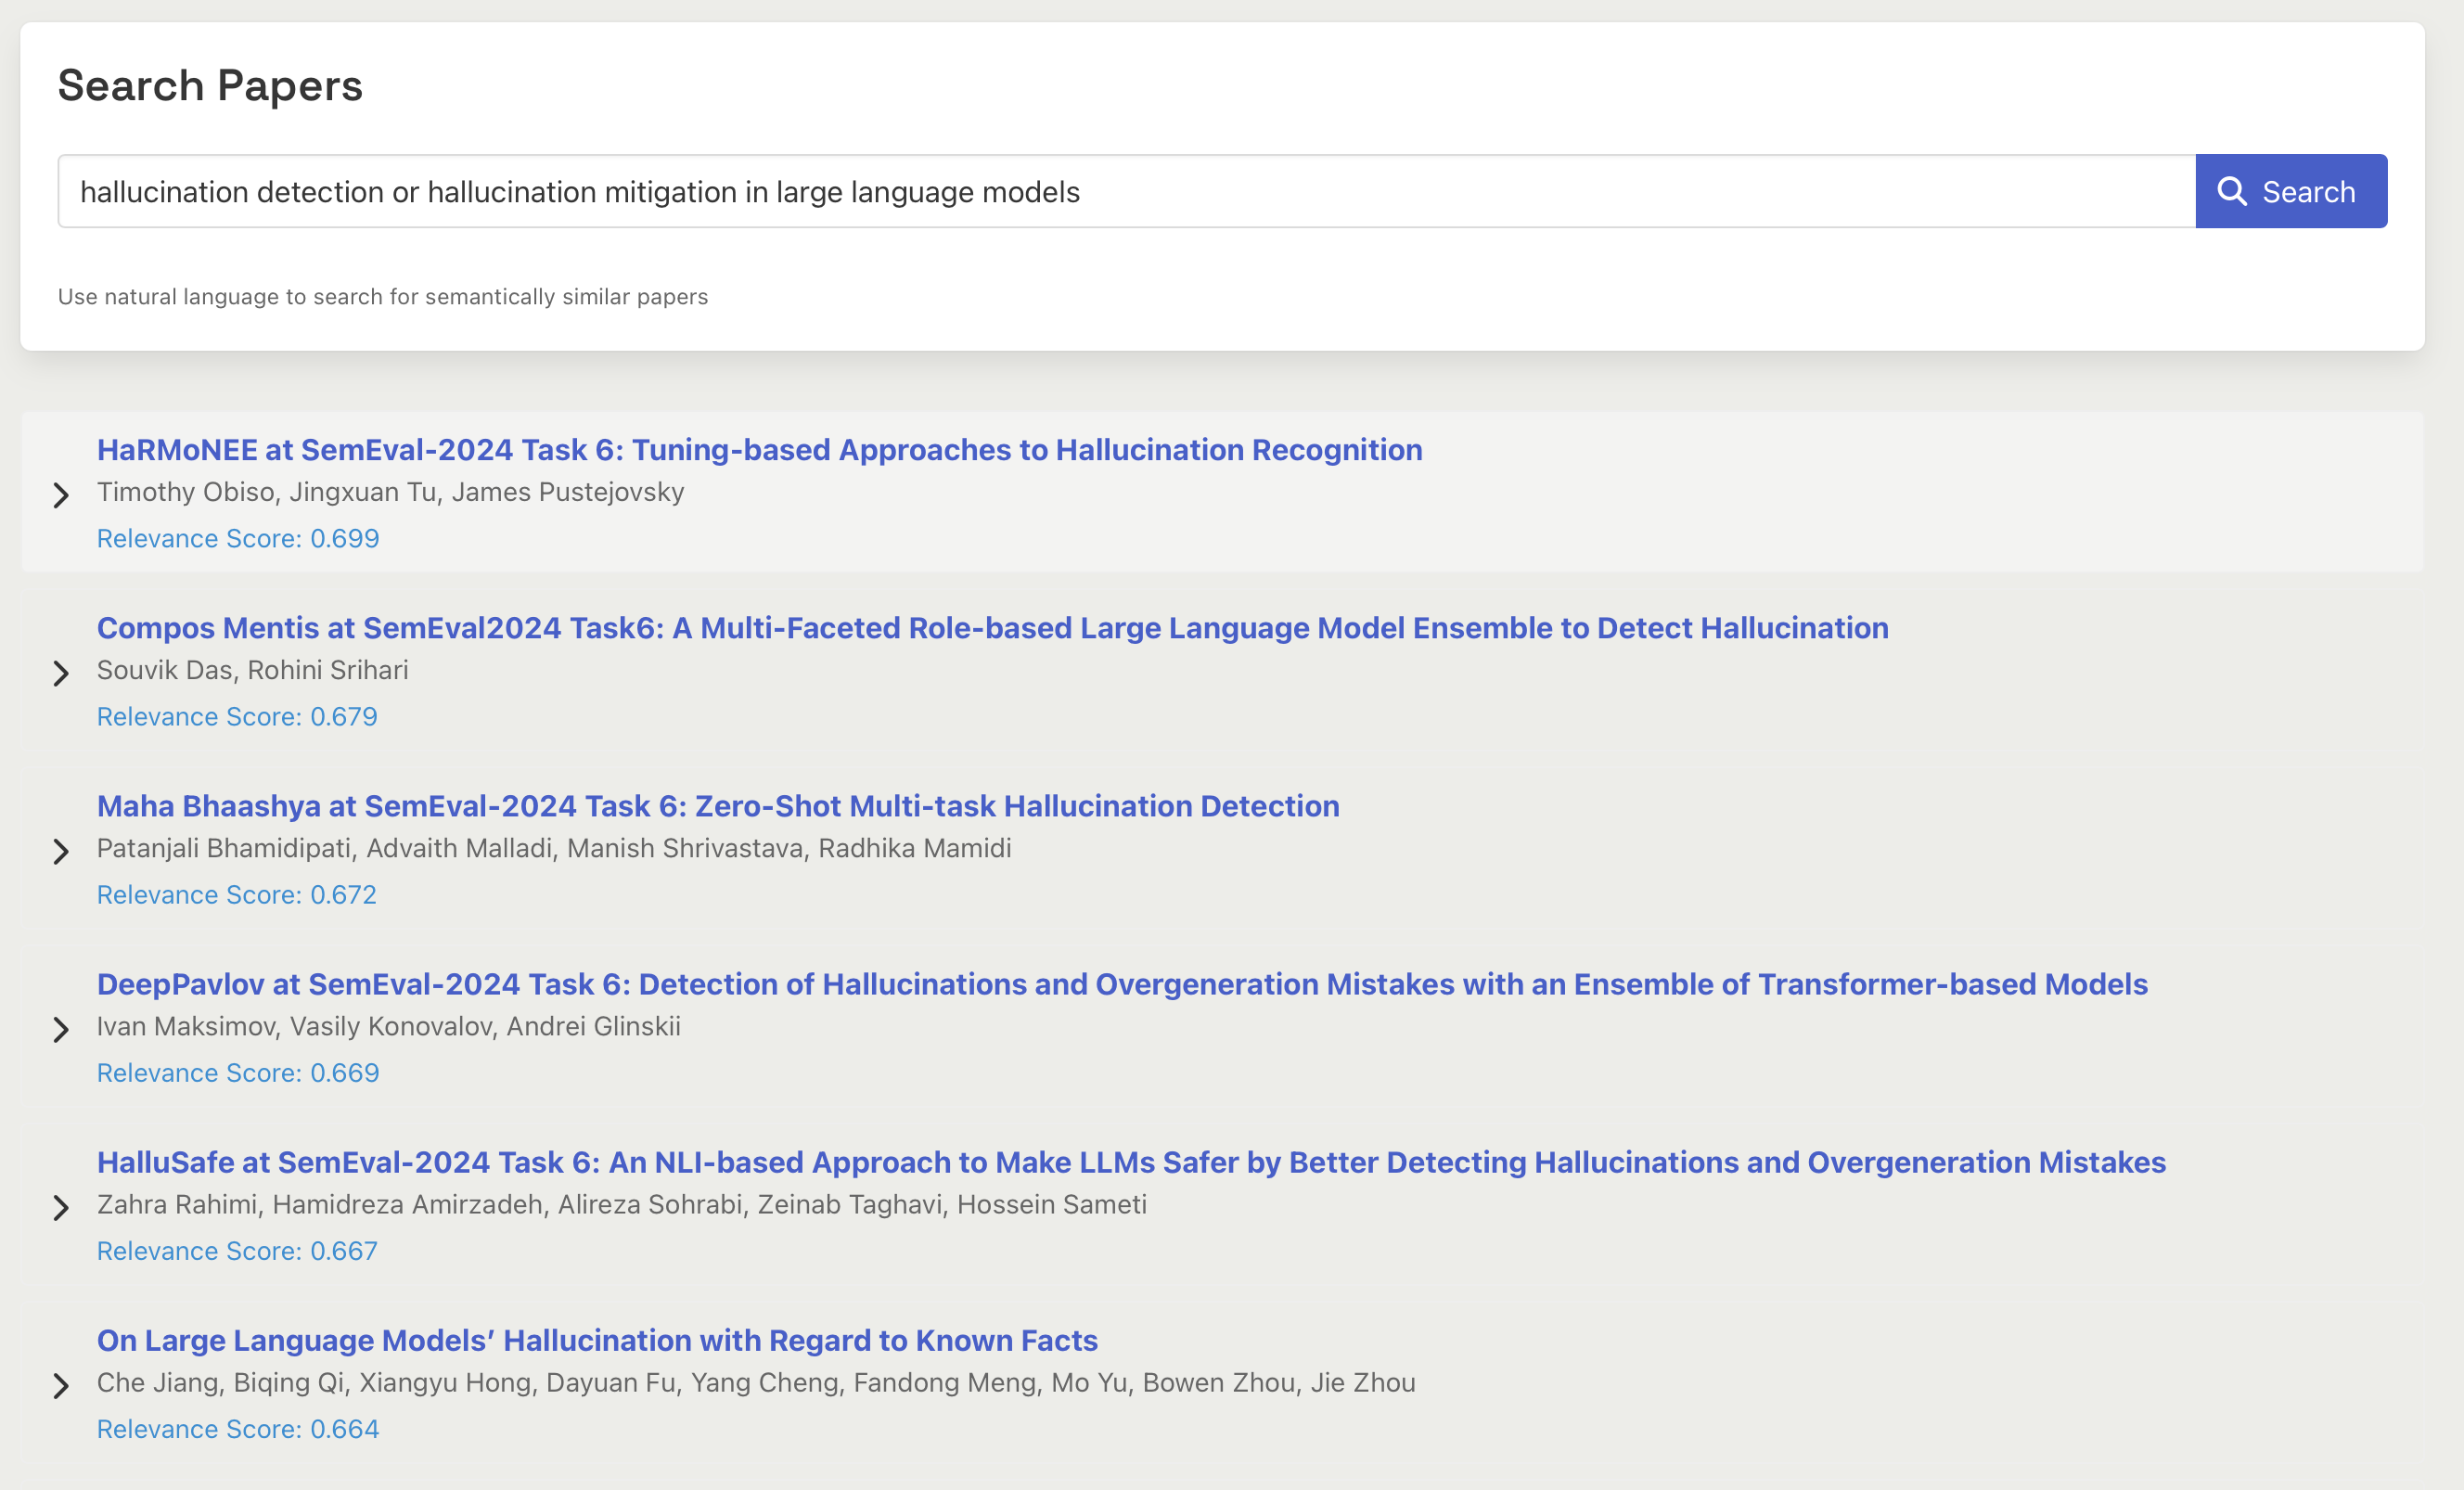 Search Papers
hallucination detection or hallucination mitigation in large language models
Search
Use natural language to search for semantically similar papers
HaRMoNEE at SemEval-2024 Task 6: Tuning-based Approaches to Hallucination Recognition
Timothy Obiso, Jingxuan Tu, James Pustejovsky
Relevance Score: 0.699
Compos Mentis at SemEval2024 Task6: A Multi-Faceted Role-based Large Language Model Ensemble to Detect Hallucination
Souvik Das, Rohini Srihari
Relevance Score: 0.679
Maha Bhaashya at SemEval-2024 Task 6: Zero-Shot Multi-task Hallucination Detection
Patanjali Bhamidipati, Advaith Malladi, Manish Shrivastava, Radhika Mamidi
Relevance Score: 0.672
DeepPavlov at SemEval-2024 Task 6: Detection of Hallucinations and Overgeneration Mistakes with an Ensemble of Transformer-based Models
Ivan Maksimov, Vasily Konovalov, Andrei Glinskii
Relevance Score: 0.669
HalluSafe at SemEval-2024 Task 6: An NLI-based Approach to Make LLMs Safer by Better Detecting Hallucinations and Overgeneration Mistakes
Zahra Rahimi, Hamidreza Amirzadeh, Alireza Sohrabi, Zeinab Taghavi, Hossein Sameti
Relevance Score: 0.667
On Large Language Models’ Hallucination with Regard to Known Facts
Che Jiang, Biqing Qi, Xiangyu Hong, Dayuan Fu, Yang Cheng, Fandong Meng, Mo Yu, Bowen Zhou, Jie Zhou
Relevance Score: 0.664